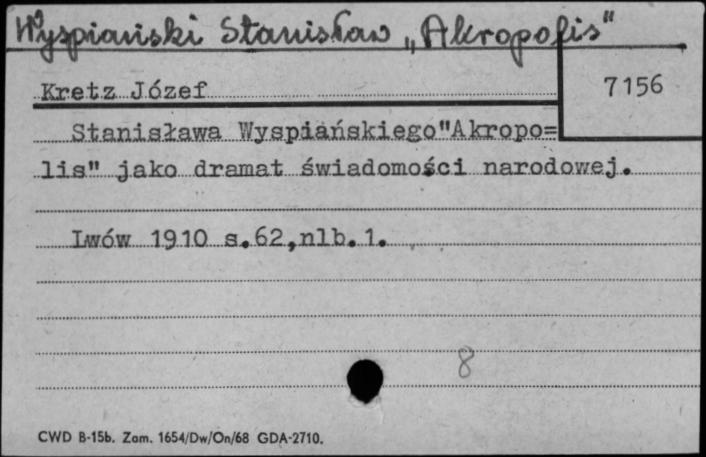 Wyspiański Stanisław „Akropolis"
Kretz Józef
7156
Stanisława Wyspiańskiego"Akropo=
lis" jako dramat świadomości narodowej.
Lwów 1910 s.62,nlb.1.
8
CWD B-15b. Zam. 1654/Dw/On/68 GDA-2710.